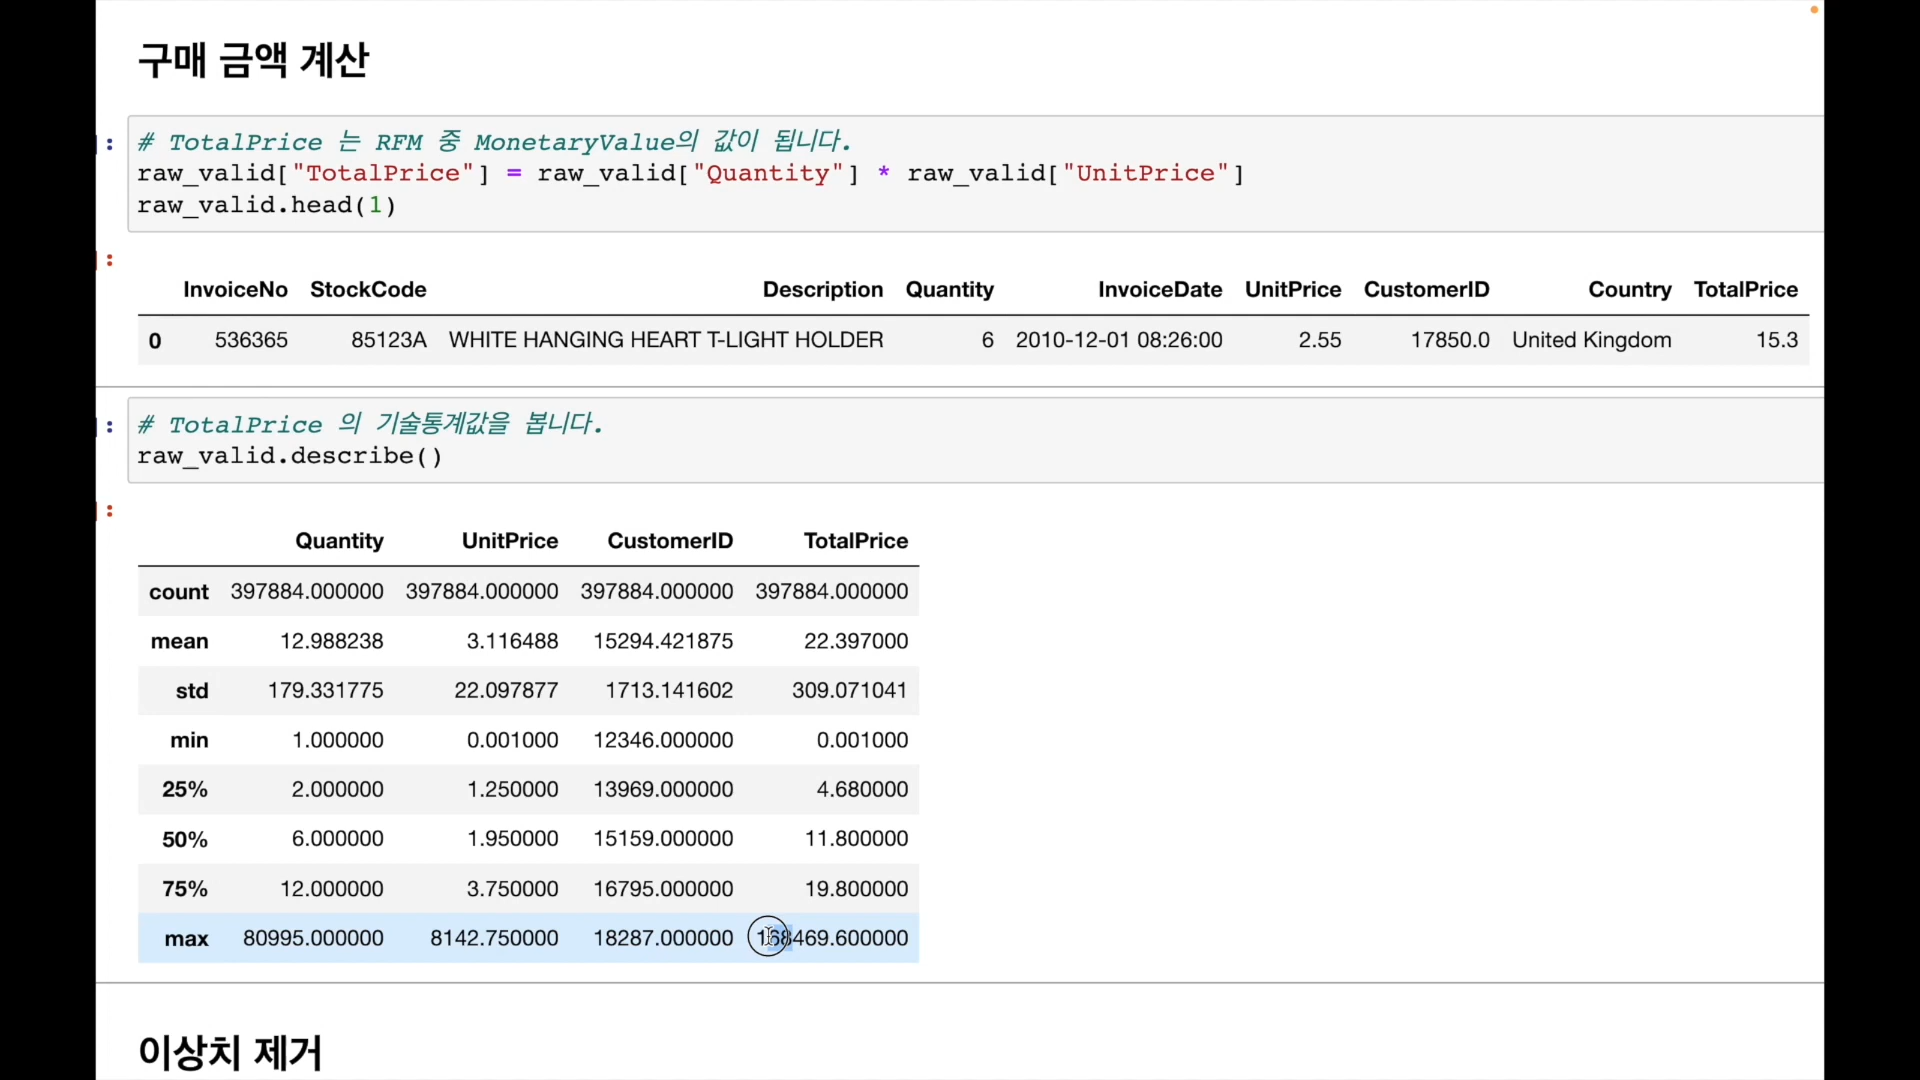 구매 금액 계산
]: # TotalPrice 는 RFM 중 MonetaryValue의 값이 됩니다.
raw_valid["TotalPrice"] = raw_valid["Quantity"] * raw_valid["UnitPrice"]
raw_valid.head(1)
]:
InvoiceNo StockCode Description Quantity InvoiceDate UnitPrice CustomerID Country TotalPrice
0 536365 85123A WHITE HANGING HEART T-LIGHT HOLDER 6 2010-12-01 08:26:00 2.55 17850.0 United Kingdom 15.3
]: # TotalPrice 의 기술통계값을 봅니다.
raw_valid.describe()
]:
Quantity UnitPrice CustomerID TotalPrice
count 397884.000000 397884.000000 397884.000000 397884.000000
mean 12.988238 3.116488 15294.421875 22.397000
std 179.331775 22.097877 1713.141602 309.071041
min 1.000000 0.001000 12346.000000 0.001000
25% 2.000000 1.250000 13969.000000 4.680000
50% 6.000000 1.950000 15159.000000 11.800000
75% 12.000000 3.750000 16795.000000 19.800000
max 80995.000000 8142.750000 18287.000000 168469.600000
이상치 제거